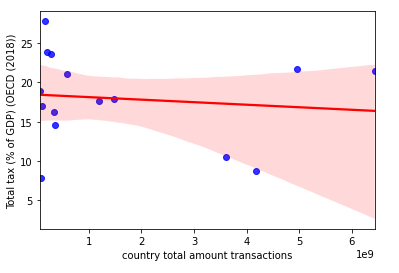 Total tax (% of GDP) (OECD (2018))
25
20
15
10
5
1 2 3 4 5 6
1e9
country total amount transactions